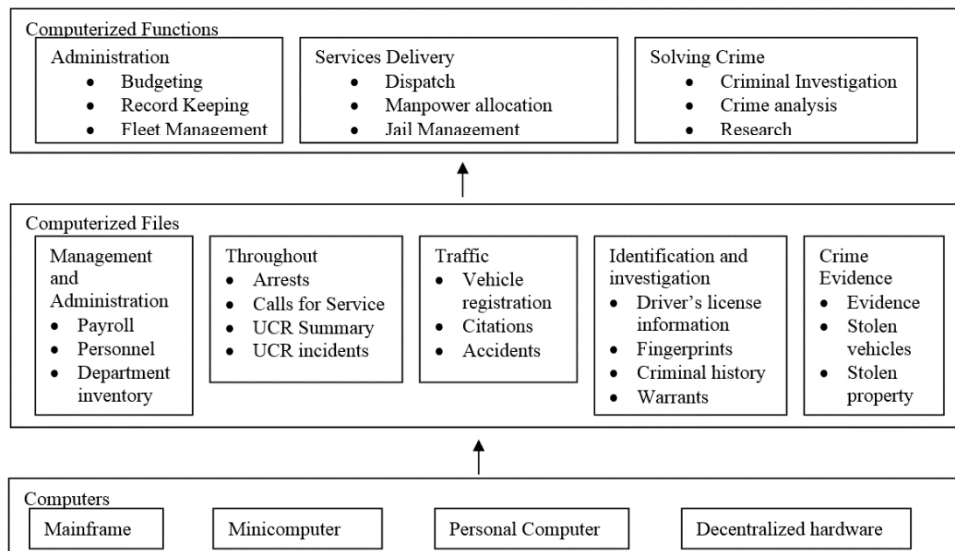 Computerized Functions
Administration
• Budgeting
• Record Keeping
• Fleet Management
Services Delivery
• Dispatch
• Manpower allocation
• Jail Management
Solving Crime
• Criminal Investigation
• Crime analysis
• Research
Computerized Files
Management
and
Administration
• Payroll
• Personnel
• Department
inventory
Throughout
• Arrests
• Calls for Service
• UCR Summary
• UCR incidents
Traffic
• Vehicle
registration
• Citations
• Accidents
Identification and
investigation
• Driver's license
information
• Fingerprints
• Criminal history
• Warrants
Crime
Evidence
• Evidence
• Stolen
vehicles
• Stolen
property
Computers
Mainframe
Minicomputer
Personal Computer
Decentralized hardware